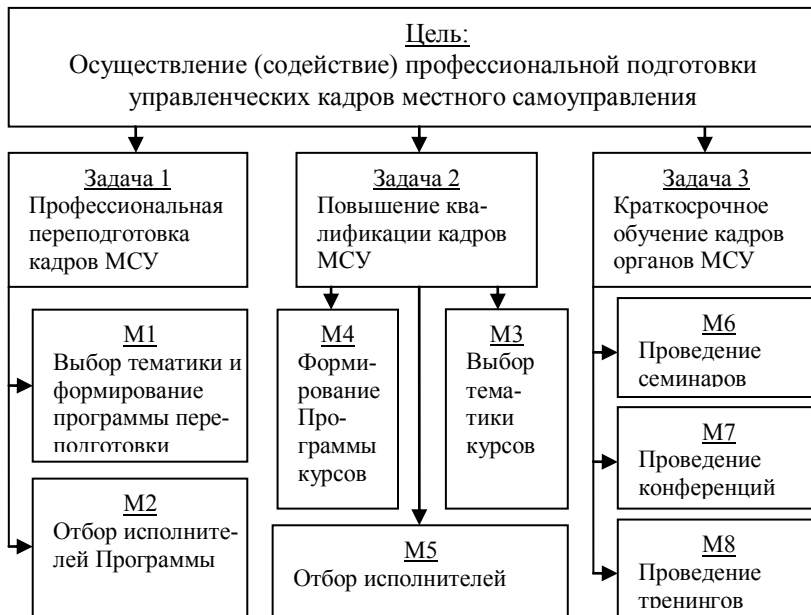 Цель:
Осуществление (содействие) профессиональной подготовки
управленческих кадров местного самоуправления
Задача 1
Профессиональная
переподготовка
кадров МСУ
Задача 2
Повышение ква-
лификации кадров
МСУ
Задача 3
Краткосрочное
обучение кадров
органов МСУ
М1
Выбор тематики и
формирование
программы пере-
подготовки
М2
Отбор исполните-
лей Программы
М4
Форми-
рование
Про-
граммы
курсов
М3
Выбор
тема-
тики
курсов
М5
Отбор исполнителей
М6
Проведение
семинаров
М7
Проведение
конференций
М8
Проведение
тренингов